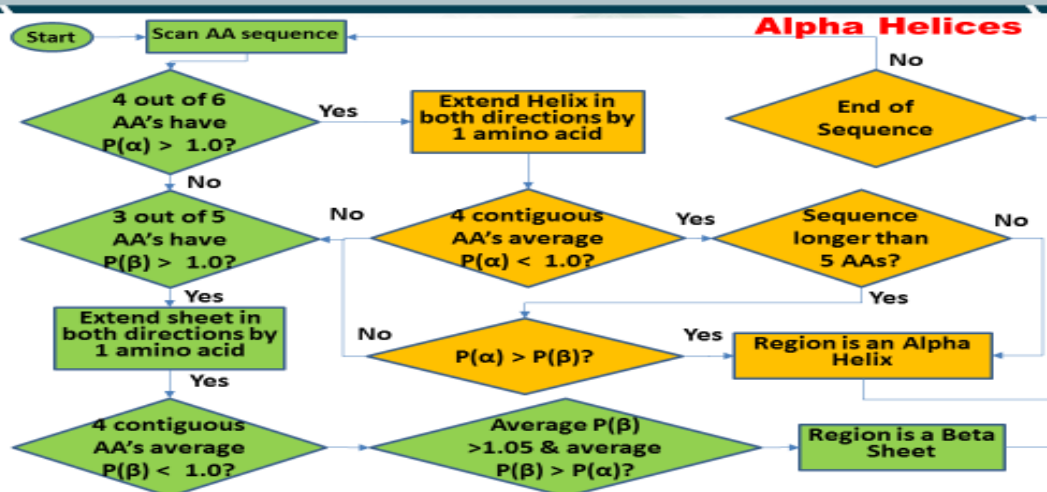 Alpha Helices
Start
Scan AA sequence
No
4 out of 6
AA's have
P(α) > 1.0?
Yes
Extend Helix in
both directions by
1 amino acid
End of
Sequence
No
3 out of 5
AA's have
P(β) > 1.0?
No
4 contiguous
AA's average
P(α) < 1.0?
Yes
Sequence
longer than
5 AAs?
No
Yes
Yes
Extend sheet in
both directions by
1 amino acid
No
P(α) > P(β)?
Yes
Region is an Alpha
Helix
Yes
4 contiguous
AA's average
P(β) < 1.0?
Average P(β)
>1.05 & average
P(β) > P(α)?
Region is a Beta
Sheet